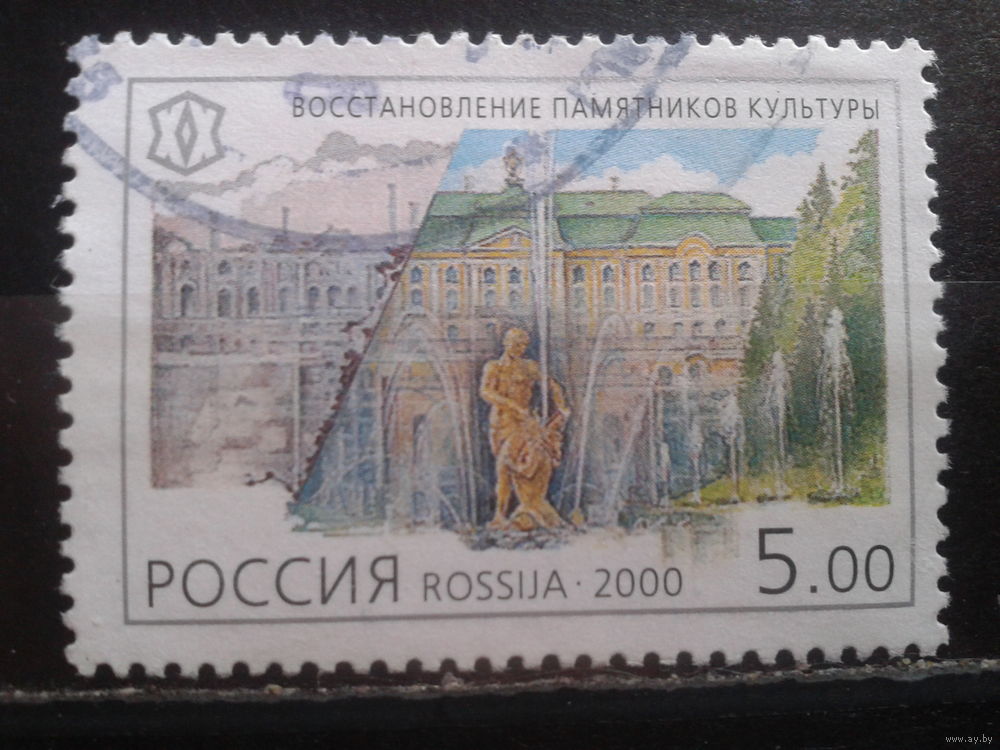 ВОССТАНОВЛЕНИЕ ПАМЯТНИКОВ КУЛЬТУРЫ
РОССИЯ ROSSIJA · 2000 5.00
www.ay.by